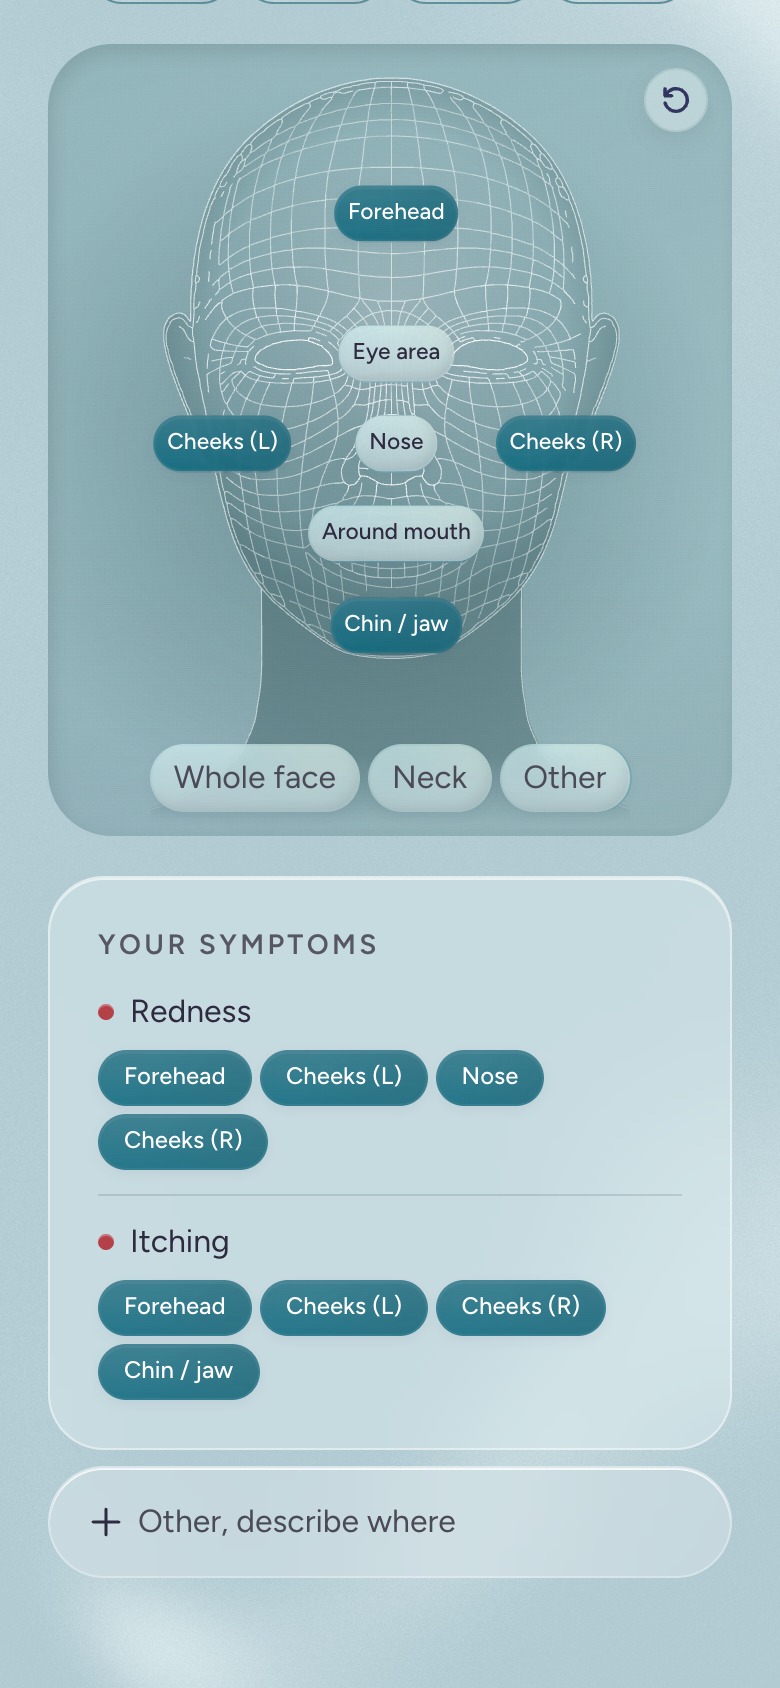 Forehead
Eye area
Cheeks (L) Nose Cheeks (R)
Around mouth
Chin / jaw
Whole face Neck Other
YOUR SYMPTOMS
Redness
Forehead Cheeks (L) Nose
Cheeks (R)
Itching
Forehead Cheeks (L) Cheeks (R)
Chin / jaw
Other, describe where